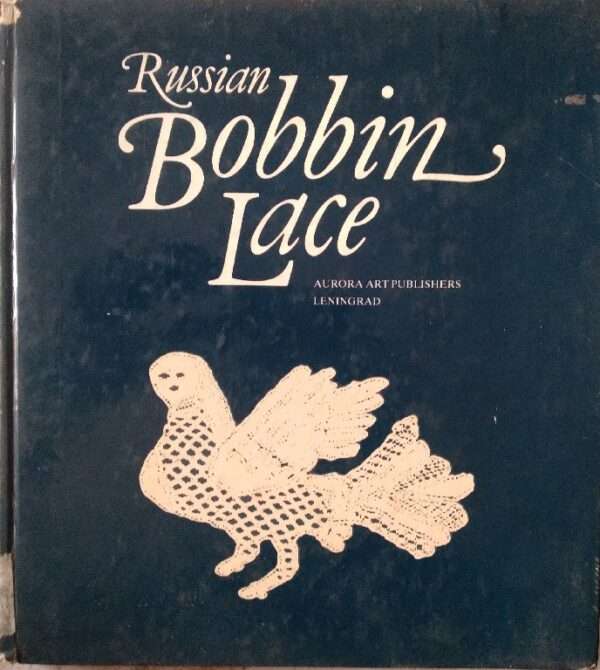 Russian
Bobbin
Lace
AURORA ART PUBLISHERS
LENINGRAD